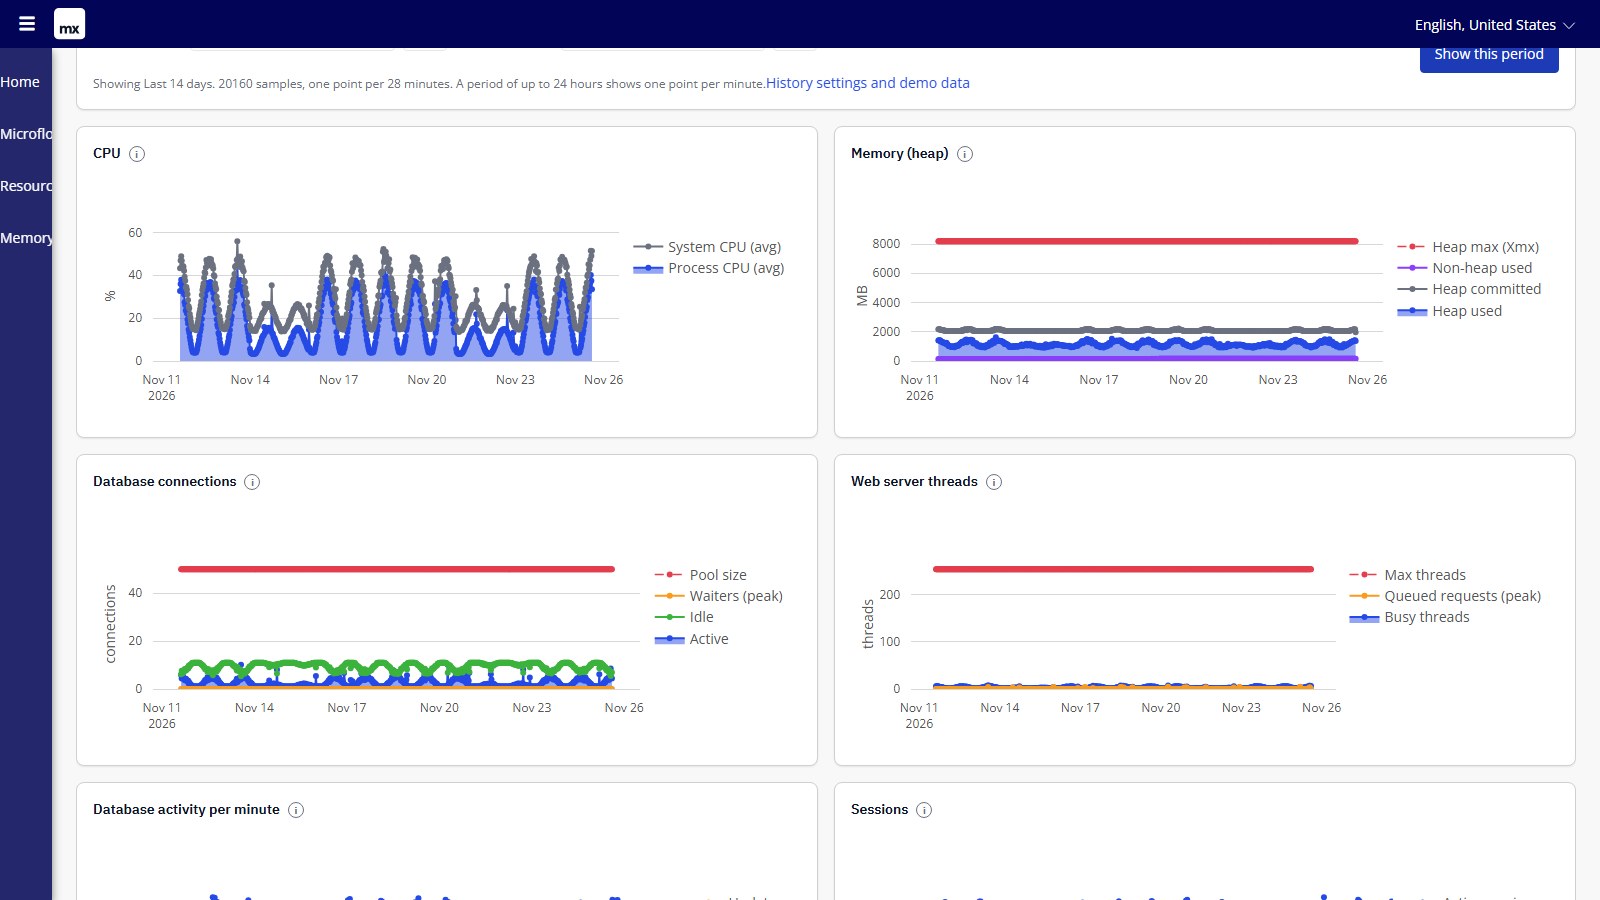 mx
English, United States
Home
Microflo
Resourc
Memory
Show this period
Showing Last 14 days. 20160 samples, one point per 28 minutes. A period of up to 24 hours shows one point per minute.History settings and demo data
CPU
60
40
20
0
%
Nov 11
2026
Nov 14
Nov 17
Nov 20
Nov 23
Nov 26
System CPU (avg)
Process CPU (avg)
Memory (heap)
8000
6000
4000
2000
0
MB
Nov 11
2026
Nov 14
Nov 17
Nov 20
Nov 23
Nov 26
Heap max (Xmx)
Non-heap used
Heap committed
Heap used
Database connections
40
20
0
connections
Nov 11
2026
Nov 14
Nov 17
Nov 20
Nov 23
Nov 26
Pool size
Waiters (peak)
Idle
Active
Web server threads
200
100
0
threads
Nov 11
2026
Nov 14
Nov 17
Nov 20
Nov 23
Nov 26
Max threads
Queued requests (peak)
Busy threads
Database activity per minute
Sessions